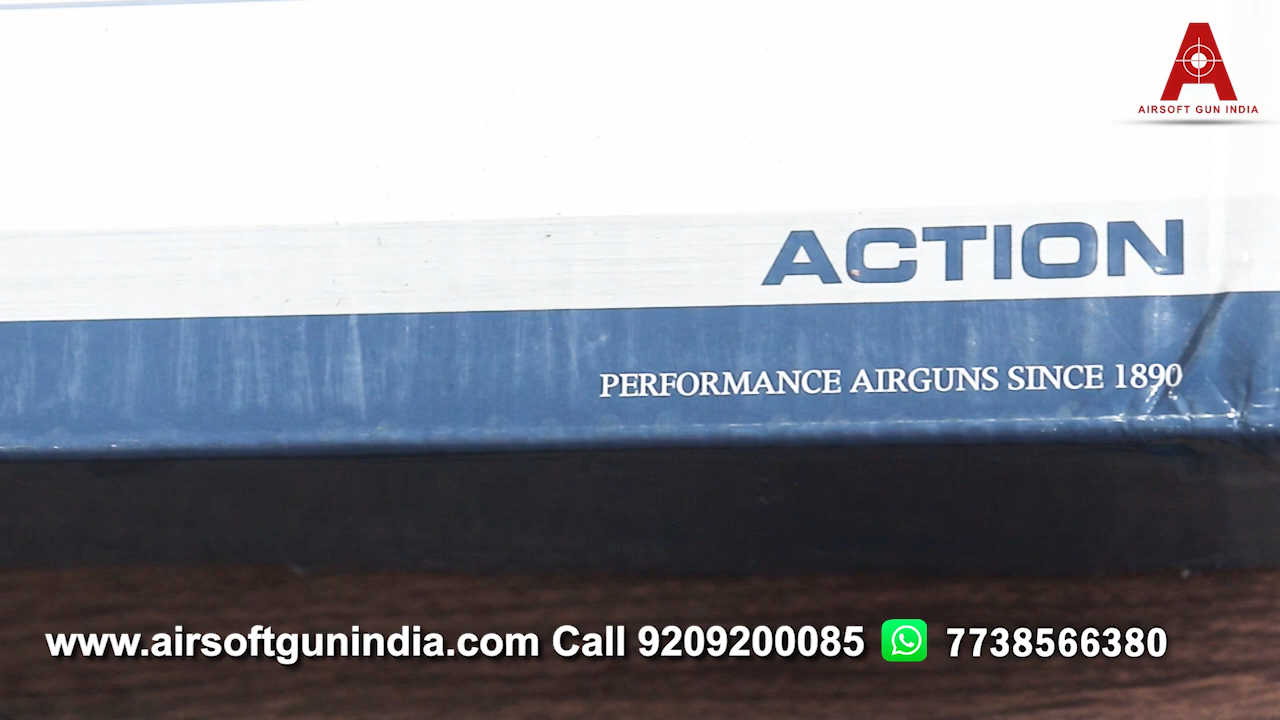 A
AIRSOFT GUN INDIA
ACTION
PERFORMANCE AIRGUNS SINCE 1890
www.airsoftgunindia.com Call 9209200085 7738566380